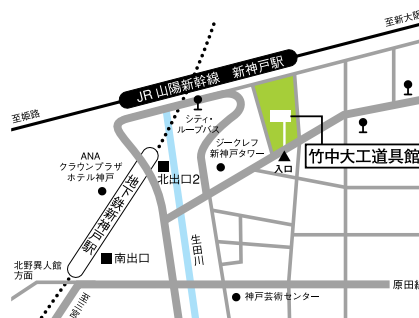 至新大阪
JR 山陽新幹線 新神戸駅
至姫路
シティ・
ループバス
ジークレフ
新神戸タワー
竹中大工道具館
入口
ANA
クラウンプラザ
ホテル神戸
北出口2
地下鉄新神戸駅
生田川
南出口
北野異人館
方面
至三宮
神戸芸術センター
原田線